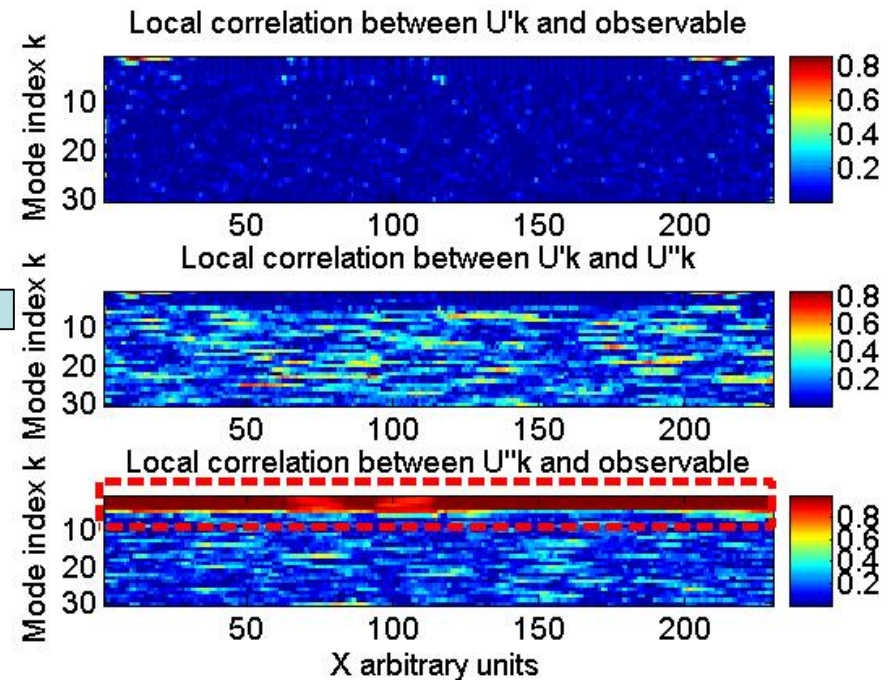 Local correlation between U'k and observable
Mode index k
10
20
30
50 100 150 200
0.8
0.6
0.4
0.2
Local correlation between U'k and U''k
Mode index k
10
20
30
50 100 150 200
0.8
0.6
0.4
0.2
Local correlation between U''k and observable
Mode index k
10
20
30
50 100 150 200
0.8
0.6
0.4
0.2
X arbitrary units